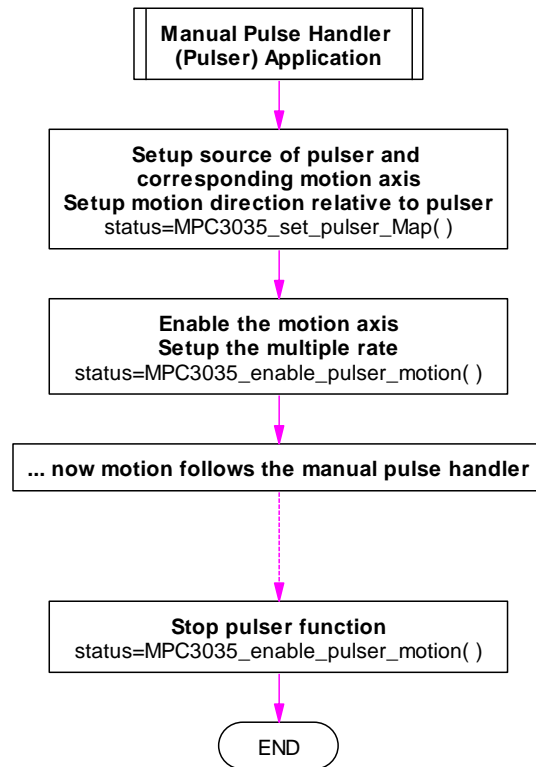 Manual Pulse Handler
(Pulser) Application
Setup source of pulser and
corresponding motion axis
Setup motion direction relative to pulser
status=MPC3035_set_pulser_Map( )
Enable the motion axis
Setup the multiple rate
status=MPC3035_enable_pulser_motion( )
... now motion follows the manual pulse handler
Stop pulser function
status=MPC3035_enable_pulser_motion( )
END